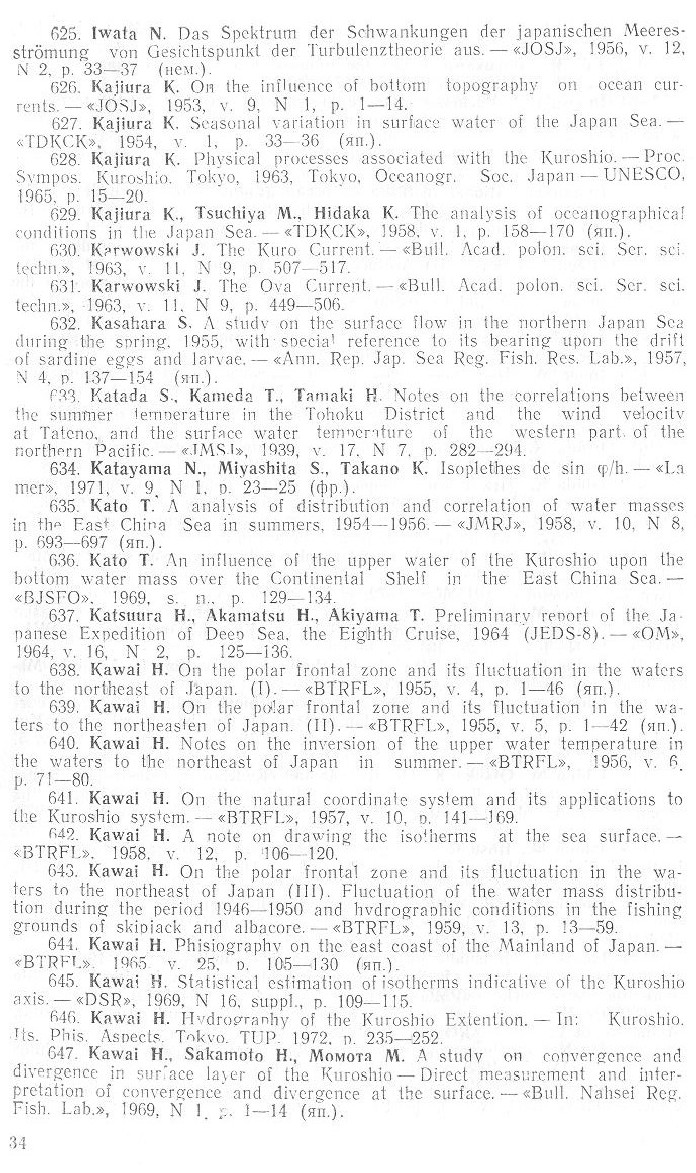 625. Iwata N. Das Spektrum der Schwankungen der japanischen Meeres-
strömung von Gesichtspunkt der Turbulenztheorie aus. — «JOSJ», 1956, v. 12,
N 2, p. 33—37 (нем.).
626. Kajiura K. On the influence of bottom topography on ocean cur-
rents. — «JOSJ», 1953, v. 9, N 1, p. 1—14.
627. Kajiura K. Seasonal variation in surface water of the Japan Sea. —
«TDKCK», 1954, v. 1, p. 33—36 (яп.).
628. Kajiura K. Physical processes associated with the Kuroshio. — Proc.
Sympos. Kuroshio. Tokyo, 1963, Tokyo, Oceanogr. Soc. Japan — UNESCO,
1965, p. 15—20.
629. Kajiura K., Tsuchiya M., Hidaka K. The analysis of oceanographical
conditions in the Japan Sea. — «TDKCK», 1958, v. 1, p. 158—170 (яп.).
630. Karwowski J. The Kuro Current. — «Bull. Acad. polon. sci. Ser. sci.
techn.», 1963, v. 11, N 9, p. 507—517.
631. Karwowski J. The Ova Current. — «Bull. Acad. polon. sci. Ser. sci.
techn.», 1963, v. 11, N 9, p. 449—506.
632. Kasahara S. A study on the surface flow in the northern Japan Sea
during the spring, 1955, with special reference to its bearing upon the drift
of sardine eggs and larvae. — «Ann. Rep. Jap. Sea Reg. Fish. Res. Lab.», 1957,
N 4, p. 137—154 (яп.).
633. Katada S., Kameda T., Tamaki H. Notes on the correlations between
the summer temperature in the Tohoku District and the wind velocity
at Tateno, and the surface water temperature of the western part of the
northern Pacific. — «JMSJ», 1939, v. 17, N 7, p. 282—294.
634. Katayama N., Miyashita S., Takano K. Isoplethes de sin φ/h. — «La
mer», 1971, v. 9, N 1, p. 23—25 (фр.).
635. Kato T. A analysis of distribution and correlation of water masses
in the East China Sea in summers, 1954—1956. — «JMRJ», 1958, v. 10, N 8,
p. 693—697 (яп.).
636. Kato T. An influence of the upper water of the Kuroshio upon the
bottom water mass over the Continental Shelf in the East China Sea. —
«BJSFO», 1969, s. n., p. 129—134.
637. Katsuura H., Akamatsu H., Akiyama T. Preliminary report of the Ja-
panese Expedition of Deep Sea, the Eighth Cruise, 1964 (JEDS-8). — «OM»,
1964, v. 16, N 2, p. 125—136.
638. Kawai H. On the polar frontal zone and its fluctuation in the waters
to the northeast of Japan. (I). — «BTRFL», 1955, v. 4, p. 1—46 (яп.).
639. Kawai H. On the polar frontal zone and its fluctuation in the wa-
ters to the northeasten of Japan. (II). — «BTRFL», 1955, v. 5, p. 1—42 (яп.).
640. Kawai H. Notes on the inversion of the upper water temperature in
the waters to the northeast of Japan in summer. — «BTRFL», 1956, v. 6,
p. 71—80.
641. Kawai H. On the natural coordinate system and its applications to
the Kuroshio system. — «BTRFL», 1957, v. 10, p. 141—169.
642. Kawai H. A note on drawing the isotherms at the sea surface. —
«BTRFL», 1958, v. 12, p. 106—120.
643. Kawai H. On the polar frontal zone and its fluctuation in the wa-
ters to the northeast of Japan (III). Fluctuation of the water mass distribu-
tion during the period 1946—1950 and hydrographic conditions in the fishing
grounds of skipjack and albacore. — «BTRFL», 1959, v. 13, p. 13—59.
644. Kawai H. Phisiography on the east coast of the Mainland of Japan. —
«BTRFL», 1965 v. 25, p. 105—130 (яп.).
645. Kawai H. Statistical estimation of isotherms indicative of the Kuroshio
axis. — «DSR», 1969, N 16, suppl., p. 109—115.
646. Kawai H. Hydrography of the Kuroshio Extention. — In: Kuroshio.
Its. Phis. Aspects. Tokyo. TUP. 1972, p. 235—252.
647. Kawai H., Sakamoto H., Момота M. A study on convergence and
divergence in surface layer of the Kuroshio — Direct measurement and inter-
pretation of convergence and divergence at the surface. — «Bull. Nahsei Reg.
Fish. Lab.», 1969, N 1, p. 1—14 (яп.).
34